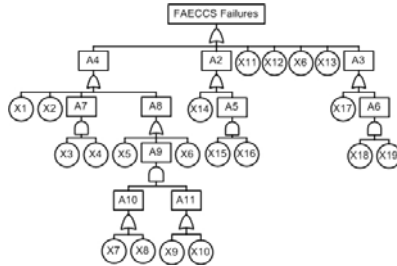 FAECCS Failures
A4 A2 X11 X12 X6 X13 A3
X1 X2 A7 A8 X14 A5 X17 A6
X3 X4 X5 A9 X6 X15 X16 X18 X19
A10 A11
X7 X8 X9 X10